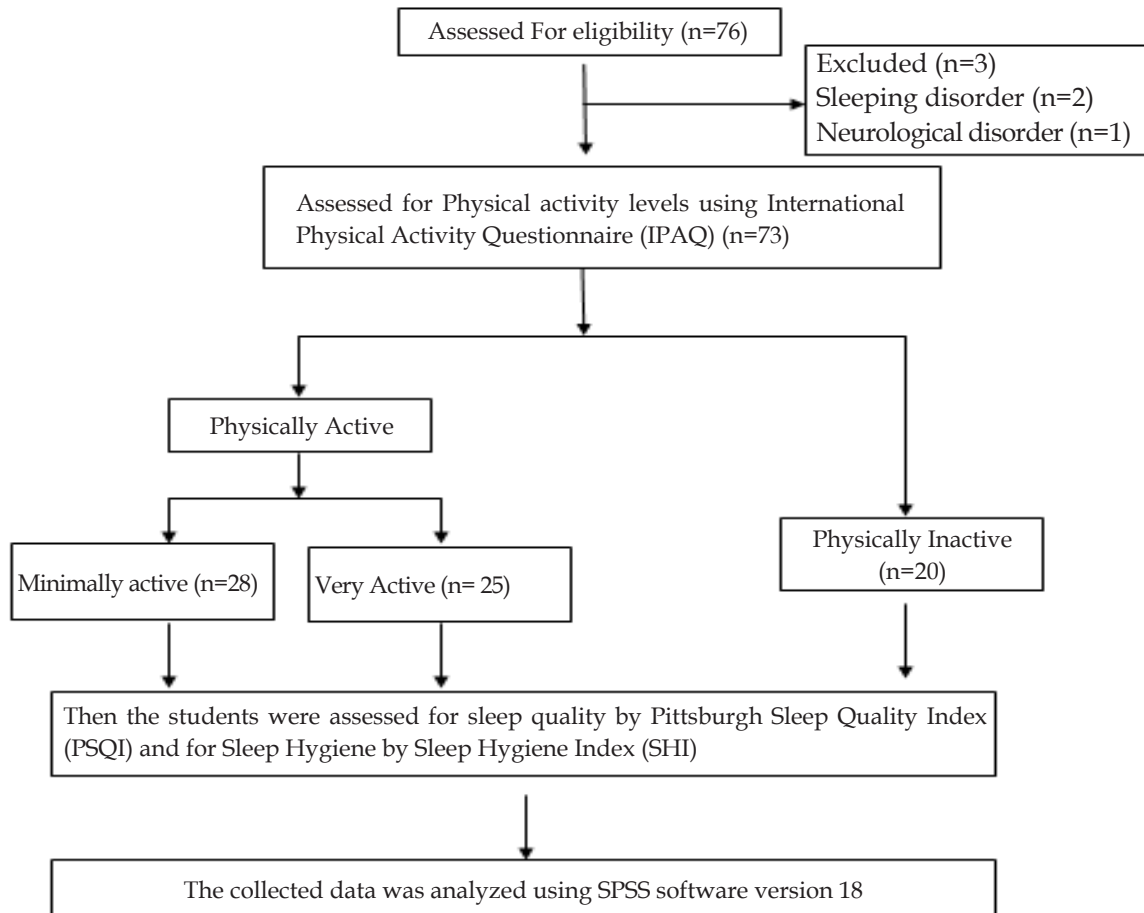 Assessed For eligibility (n=76)
Excluded (n=3)
Sleeping disorder (n=2)
Neurological disorder (n=1)
Assessed for Physical activity levels using International
Physical Activity Questionnaire (IPAQ) (n=73)
Physically Active
Minimally active (n=28)
Very Active (n= 25)
Physically Inactive
(n=20)
Then the students were assessed for sleep quality by Pittsburgh Sleep Quality Index
(PSQI) and for Sleep Hygiene by Sleep Hygiene Index (SHI)
The collected data was analyzed using SPSS software version 18